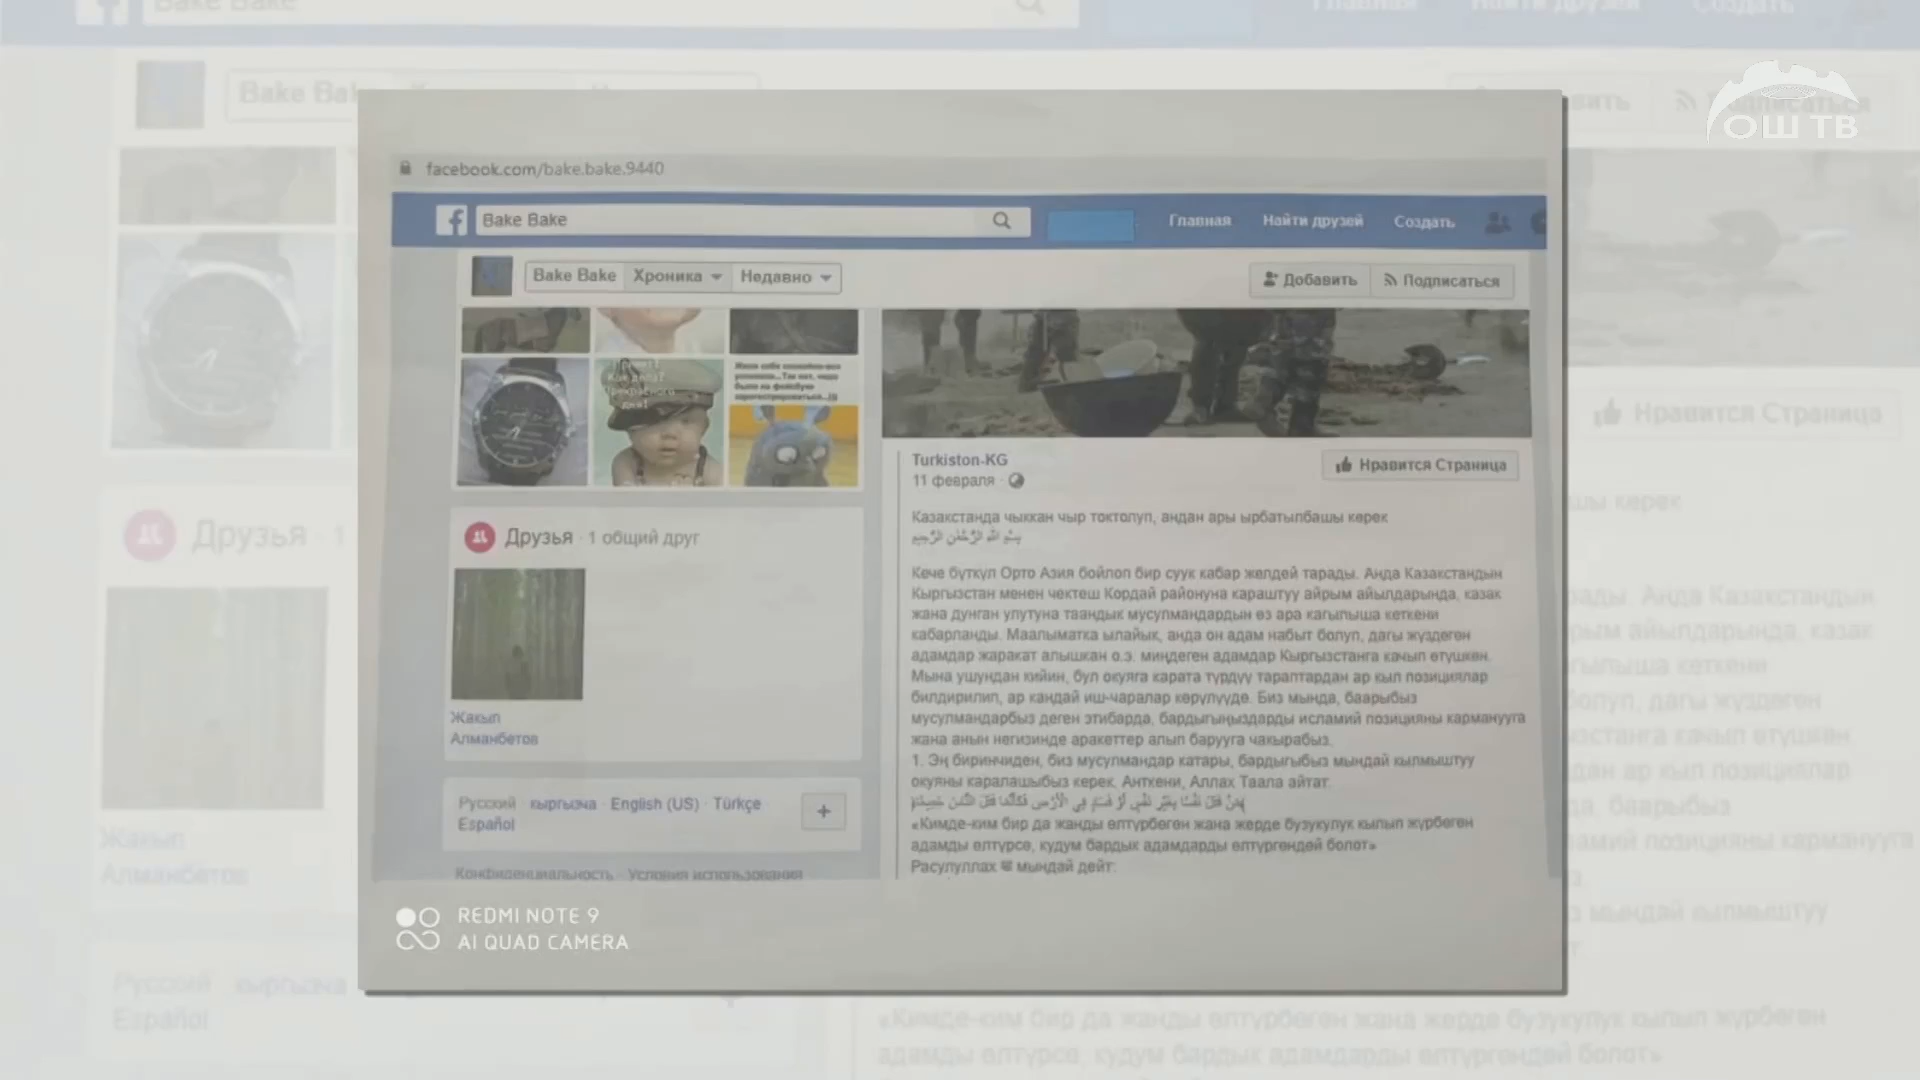 ОШ ТВ
facebook.com/bake.bake.9440
Bake Bake
Главная Найти друзей Создать
Bake Bake Хроника Недавно
Добавить Подписаться
Turkiston-KG
11 февраля
Нравится Страница
Казакстанда чыккан чыр токтолуп, андан ары ырбатылбашы керек
بِسْمِ اللهِ الرَّحْمٰنِ الرَّحِيمِ
Кече бүткүл Орто Азия бойлоп бир суук кабар желдей тарады. Анда Казакстандын
Кыргызстан менен чектеш Кордай районуна караштуу айрым айылдарында, казак
жана дунган улутуна таандык мусулмандардын өз ара кагылыша кеткени
кабарланды. Маалыматка ылайык, анда он адам набыт болуп, дагы жүздөгөн
адамдар жаракат алышкан о.э. миңдеген адамдар Кыргызстанга качып өтүшкөн.
Мына ушундан кийин, бул окуяга карата түрдүү тараптардан ар кыл позициялар
билдирилип, ар кандай иш-чаралар көрүлүүдө. Биз мында, баарыбыз
мусулмандарбыз деген этибарда, бардыгыңыздарды исламий позицияны карманууга
жана анын негизинде аракеттер алып барууга чакырабыз.
1. Эң биринчиден, биз мусулмандар катары, бардыгыбыз мындай кылмыштуу
окуяны каралашыбыз керек. Анткени, Аллах Таала айтат:
«Кимде-ким бир да жанды өлтүрбөгөн жана жерде бузукулук кылып жүрбөгөн
адамды өлтүрсө, кудум бардык адамдарды өлтүргөндөй болот»
Расулуллах ﷺ мындай дейт:
Друзья · 1 общий друг
Жакып
Алманбетов
Русский · кыргызча · English (US) · Türkçe
Español
Конфиденциальность · Условия использования
REDMI NOTE 9
AI QUAD CAMERA